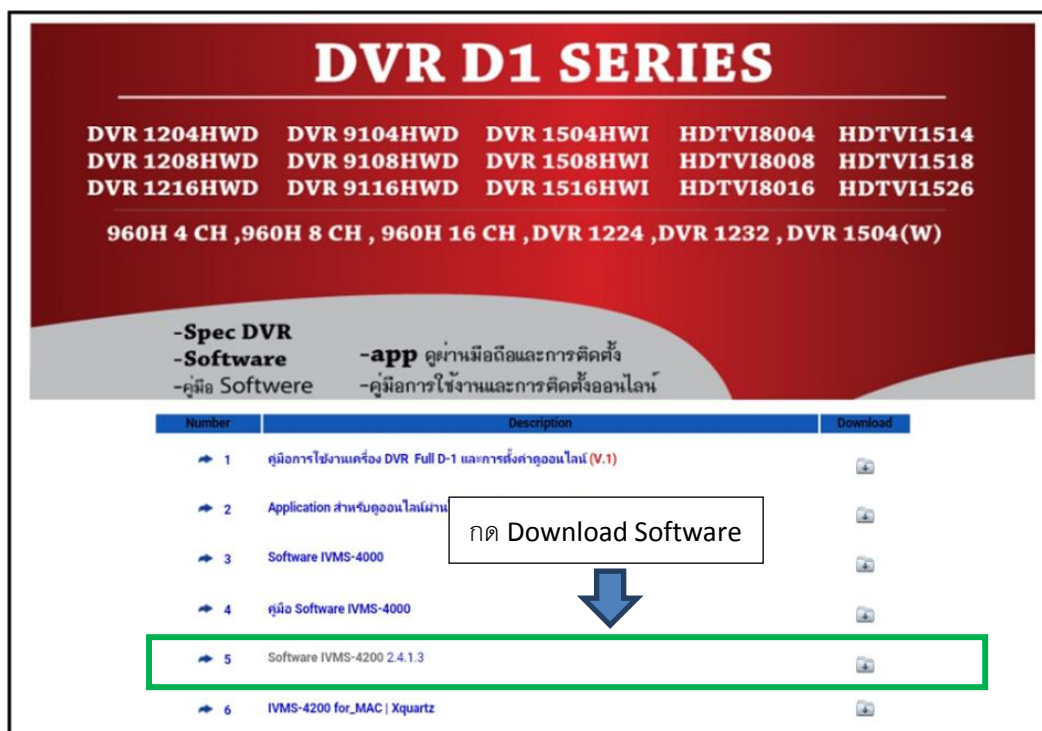 DVR D1 SERIES
DVR 1204HWD DVR 9104HWD DVR 1504HWI HDTVI8004 HDTVI1514
DVR 1208HWD DVR 9108HWD DVR 1508HWI HDTVI8008 HDTVI1518
DVR 1216HWD DVR 9116HWD DVR 1516HWI HDTVI8016 HDTVI1526
960H 4 CH ,960H 8 CH , 960H 16 CH ,DVR 1224 ,DVR 1232 , DVR 1504(W)
-Spec DVR
-Software -app ดูผ่านมือถือและการติดตั้ง
-คู่มือ Softwere -คู่มือการใช้งานและการติดตั้งออนไลน์
Number Description Download
1 คู่มือการใช้งานเครื่อง DVR Full D-1 และการตั้งค่าดูออนไลน์ (V.1)
2 Application สำหรับดูออนไลน์ผ่าน
กด Download Software
3 Software IVMS-4000
4 คู่มือ Software IVMS-4000
5 Software IVMS-4200 2.4.1.3
6 IVMS-4200 for_MAC | Xquartz